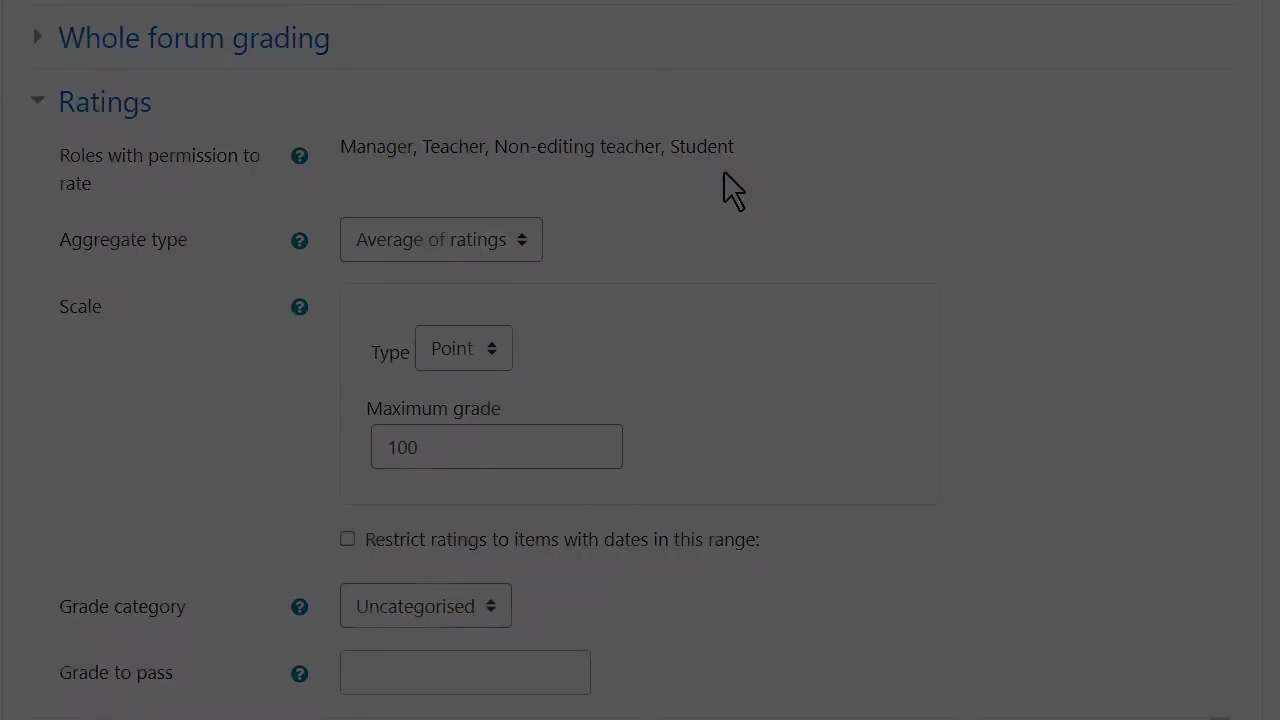 Whole forum grading
Ratings
Roles with permission to rate
Manager, Teacher, Non-editing teacher, Student
Aggregate type
Average of ratings
Scale
Type
Point
Maximum grade
100
Restrict ratings to items with dates in this range:
Grade category
Uncategorised
Grade to pass